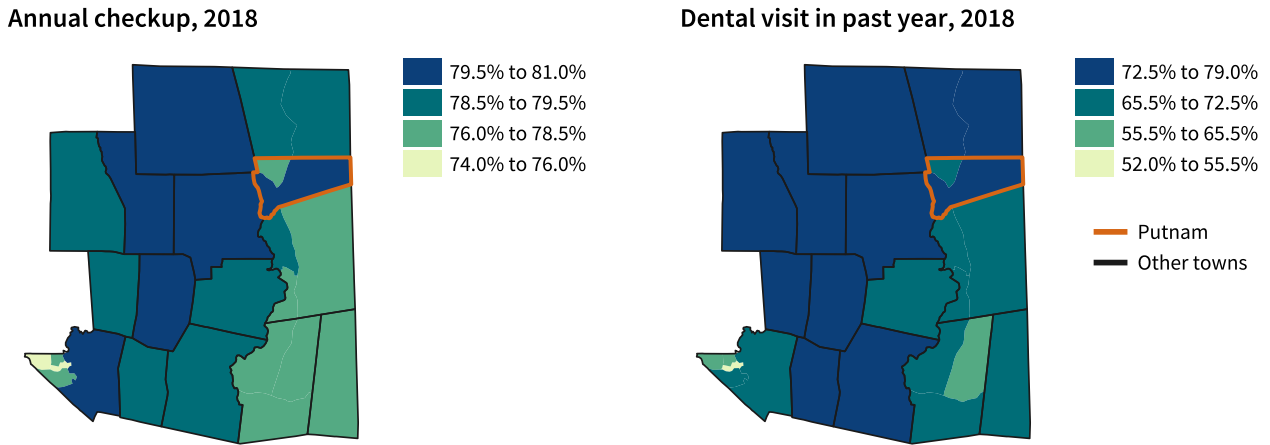 Annual checkup, 2018
79.5% to 81.0%
78.5% to 79.5%
76.0% to 78.5%
74.0% to 76.0%
Dental visit in past year, 2018
72.5% to 79.0%
65.5% to 72.5%
55.5% to 65.5%
52.0% to 55.5%
Putnam
Other towns